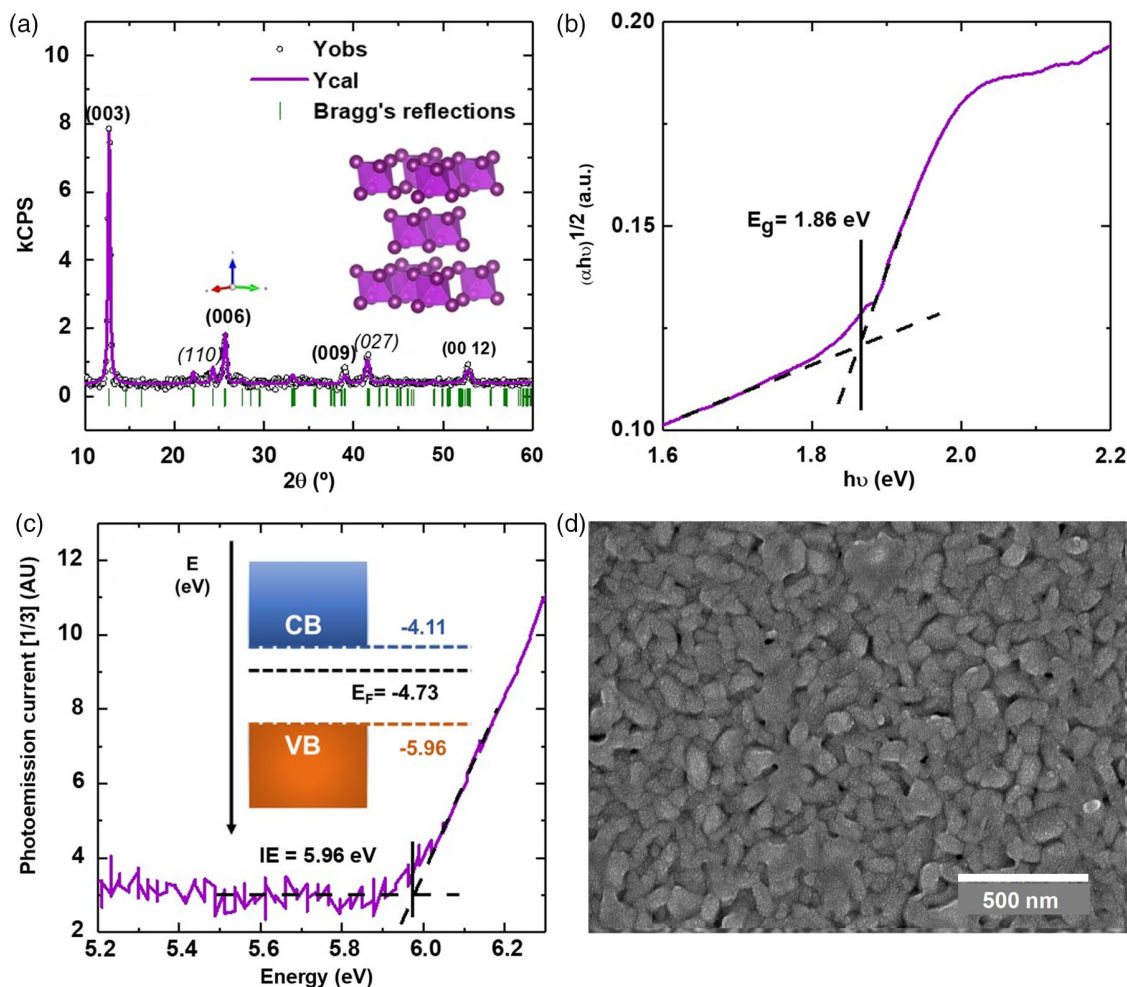 (a)
10
8
6
4
2
0
kCPS
Yobs
Ycal
Bragg's reflections
(003)
(110)
(006)
(009)
(027)
(00 12)
10 20 30 40 50 60
2θ (º)
(b)
0.20
0.15
0.10
(αhυ)1/2 (a.u.)
Eg = 1.86 eV
1.6 1.8 2.0 2.2
hυ (eV)
(c)
12
10
8
6
4
2
Photoemission current [1/3] (AU)
E
(eV)
CB
-4.11
EF= -4.73
VB
-5.96
IE = 5.96 eV
5.2 5.4 5.6 5.8 6.0 6.2
Energy (eV)
(d)
500 nm